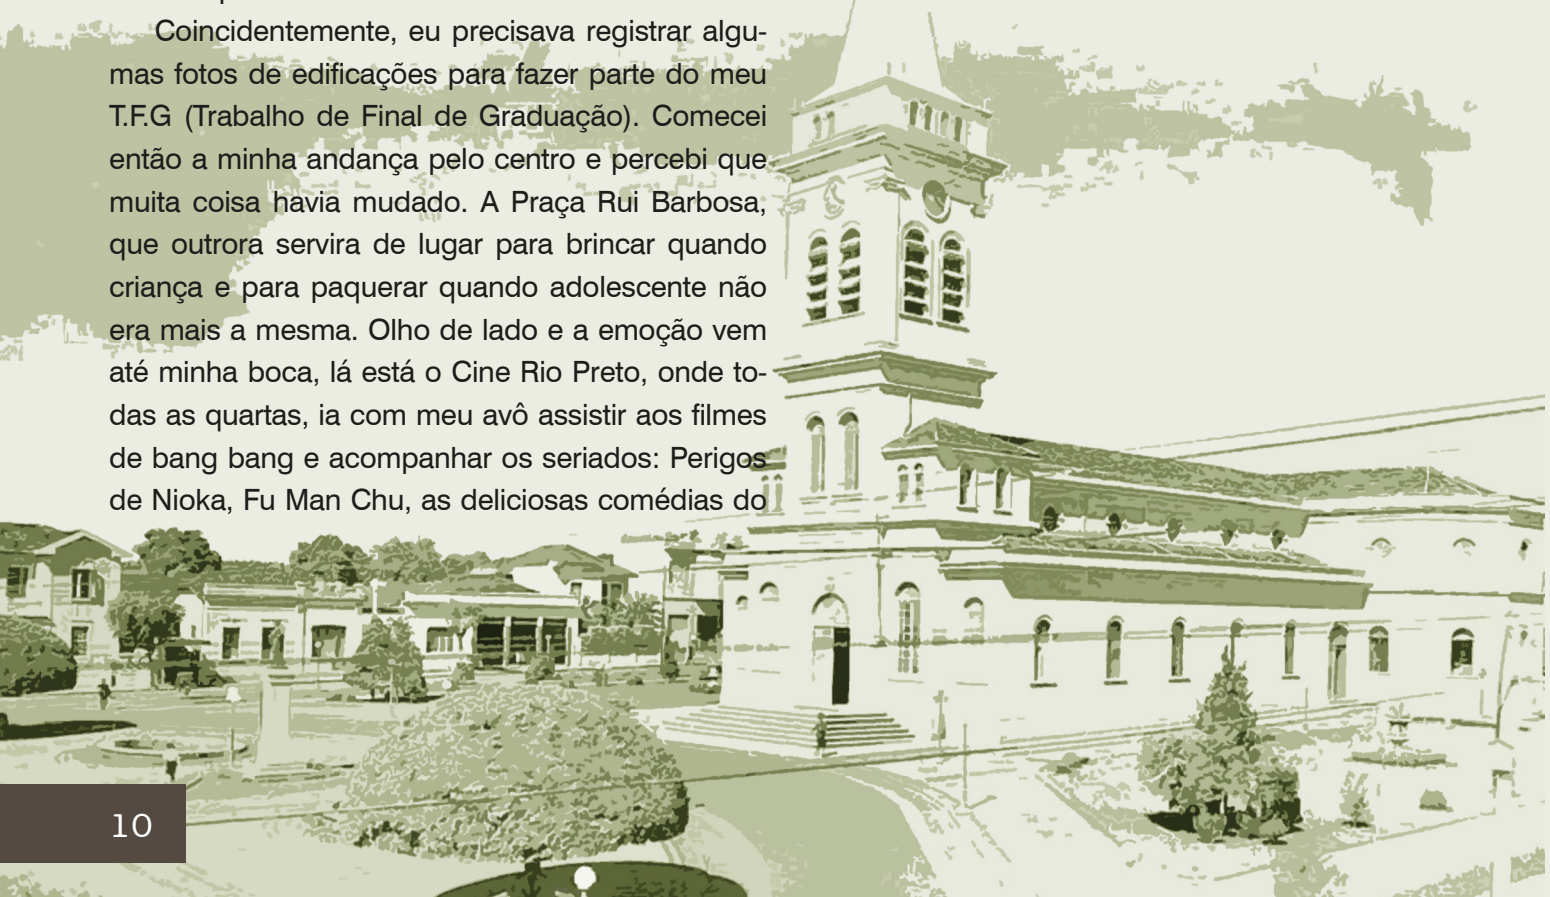 Coincidentemente, eu precisava registrar algu-
mas fotos de edificações para fazer parte do meu
T.F.G (Trabalho de Final de Graduação). Comecei
então a minha andança pelo centro e percebi que
muita coisa havia mudado. A Praça Rui Barbosa,
que outrora servira de lugar para brincar quando
criança e para paquerar quando adolescente não
era mais a mesma. Olho de lado e a emoção vem
até minha boca, lá está o Cine Rio Preto, onde to-
das as quartas, ia com meu avô assistir aos filmes
de bang bang e acompanhar os seriados: Perigos
de Nioka, Fu Man Chu, as deliciosas comédias do
10